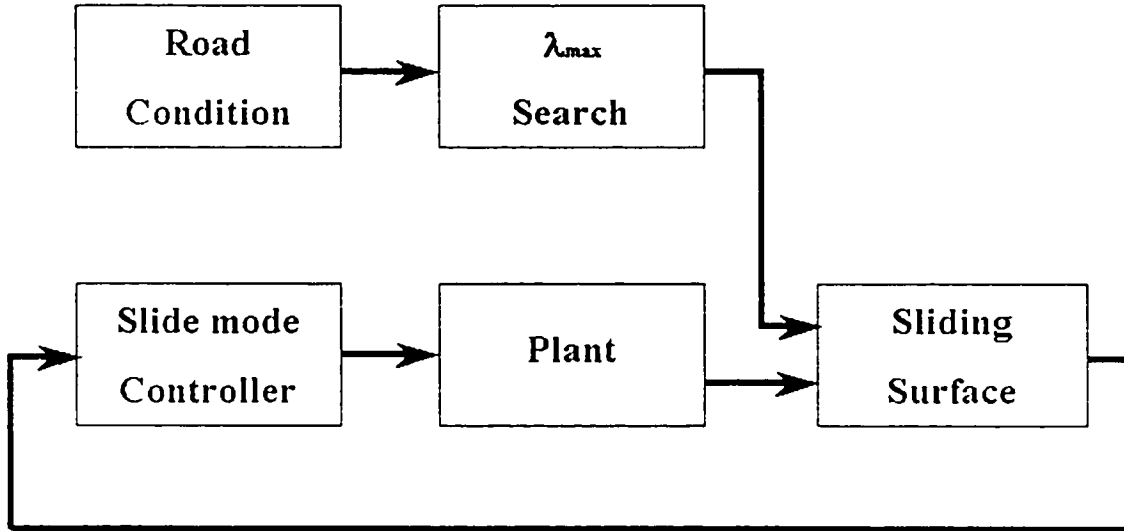 Road
Condition
λmax
Search
Slide mode
Controller
Plant
Sliding
Surface